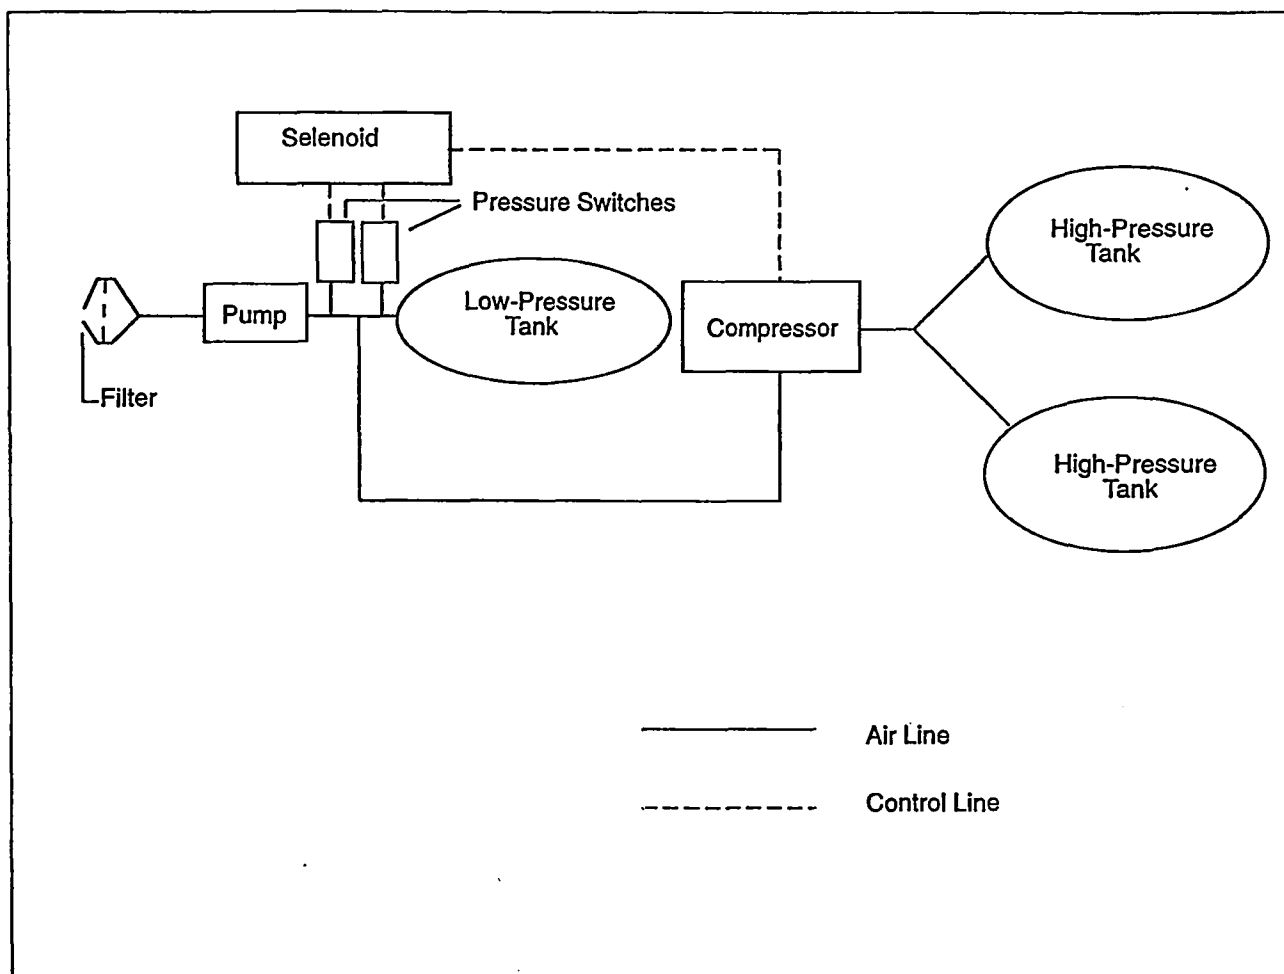 Selenoid
Pressure Switches
High-Pressure
Tank
Low-Pressure
Tank
Pump
Compressor
Filter
High-Pressure
Tank
Air Line
Control Line